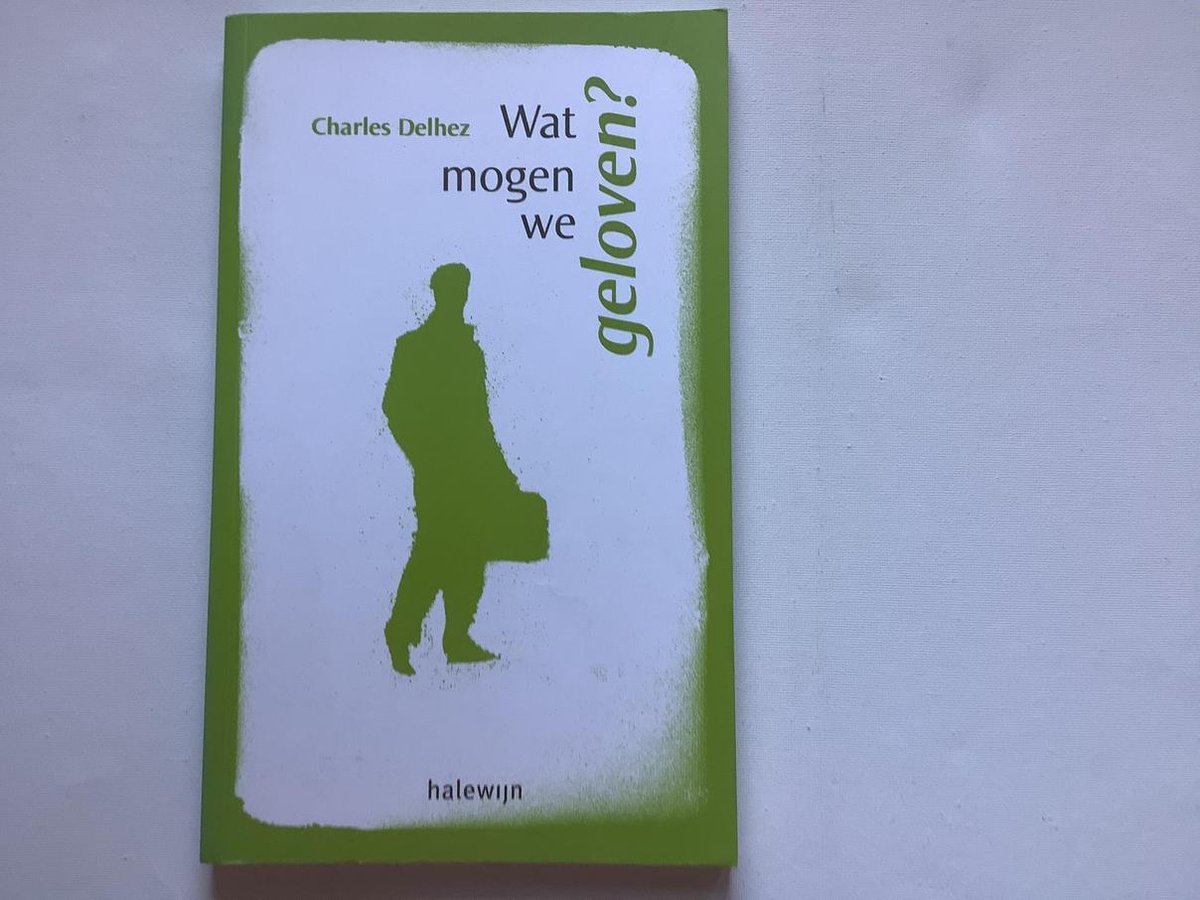 Charles Delhez
Wat
mogen
we
geloven?
halewijn